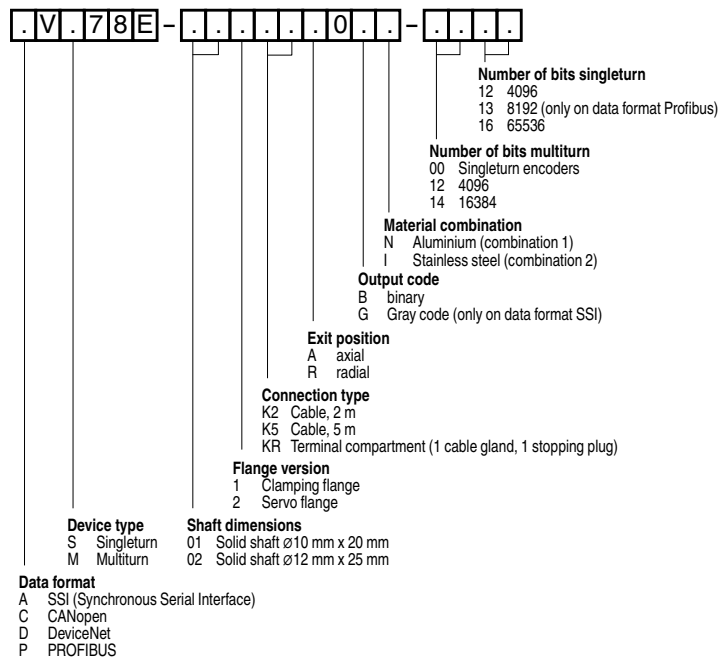 . V . 7 8 E - . . . . . . 0 . . - . . . .
Number of bits singleturn
12 4096
13 8192 (only on data format Profibus)
16 65536
Number of bits multiturn
00 Singleturn encoders
12 4096
14 16384
Material combination
N Aluminium (combination 1)
I Stainless steel (combination 2)
Output code
B binary
G Gray code (only on data format SSI)
Exit position
A axial
R radial
Connection type
K2 Cable, 2 m
K5 Cable, 5 m
KR Terminal compartment (1 cable gland, 1 stopping plug)
Flange version
1 Clamping flange
2 Servo flange
Shaft dimensions
01 Solid shaft ø10 mm x 20 mm
02 Solid shaft ø12 mm x 25 mm
Device type
S Singleturn
M Multiturn
Data format
A SSI (Synchronous Serial Interface)
C CANopen
D DeviceNet
P PROFIBUS